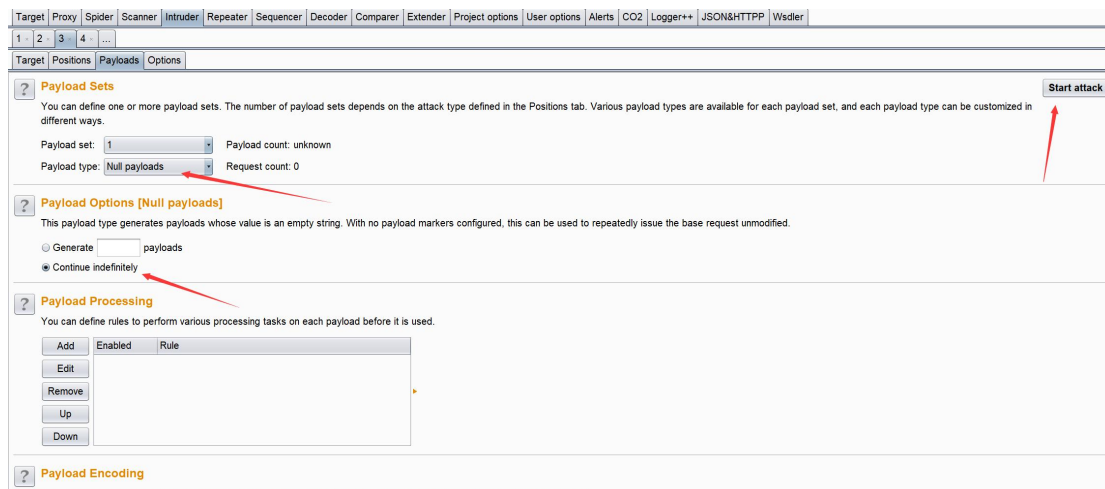 Target Proxy Spider Scanner Intruder Repeater Sequencer Decoder Comparer Extender Project options User options Alerts CO2 Logger++ JSON&HTTPP Wsdler
1 × 2 × 3 × 4 × ...
Target Positions Payloads Options
? Payload Sets
Start attack
You can define one or more payload sets. The number of payload sets depends on the attack type defined in the Positions tab. Various payload types are available for each payload set, and each payload type can be customized in
different ways.
Payload set: 1 Payload count: unknown
Payload type: Null payloads Request count: 0
? Payload Options [Null payloads]
This payload type generates payloads whose value is an empty string. With no payload markers configured, this can be used to repeatedly issue the base request unmodified.
Generate payloads
Continue indefinitely
? Payload Processing
You can define rules to perform various processing tasks on each payload before it is used.
Add Enabled Rule
Edit
Remove
Up
Down
? Payload Encoding